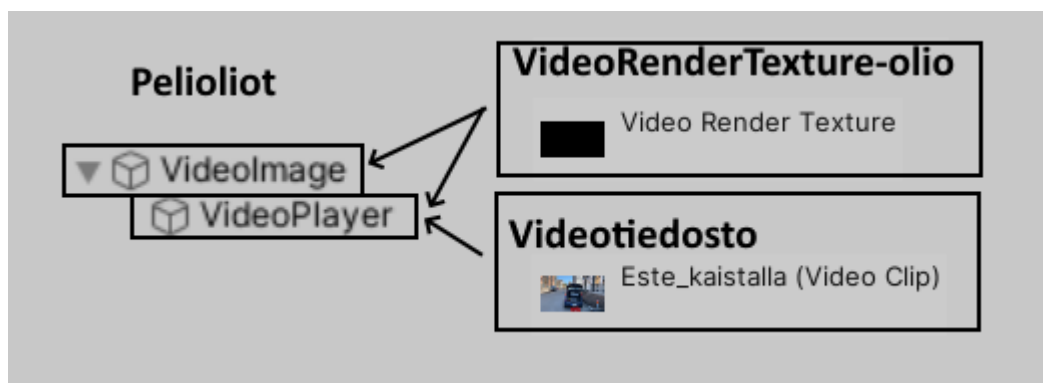 Pelioliot
VideoImage
VideoPlayer
VideoRenderTexture-olio
Video Render Texture
Videotiedosto
Este_kaistalla (Video Clip)